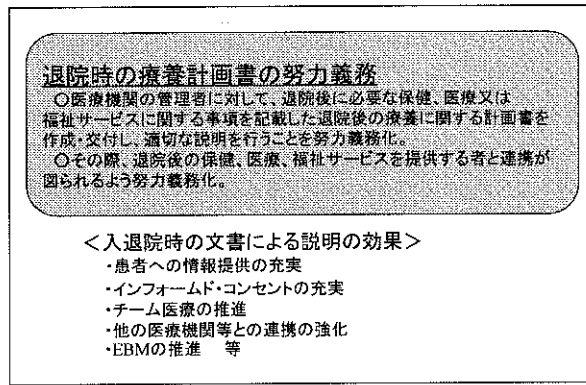 退院時の療養計画書の努力義務
○医療機関の管理者に対して、退院後に必要な保健、医療又は
福祉サービスに関する事項を記載した退院後の療養に関する計画書を
作成・交付し、適切な説明を行うことを努力義務化。
○その際、退院後の保健、医療、福祉サービスを提供する者と連携が
図られるよう努力義務化。
＜入退院時の文書による説明の効果＞
・患者への情報提供の充実
・インフォームド・コンセントの充実
・チーム医療の推進
・他の医療機関等との連携の強化
・EBMの推進　等